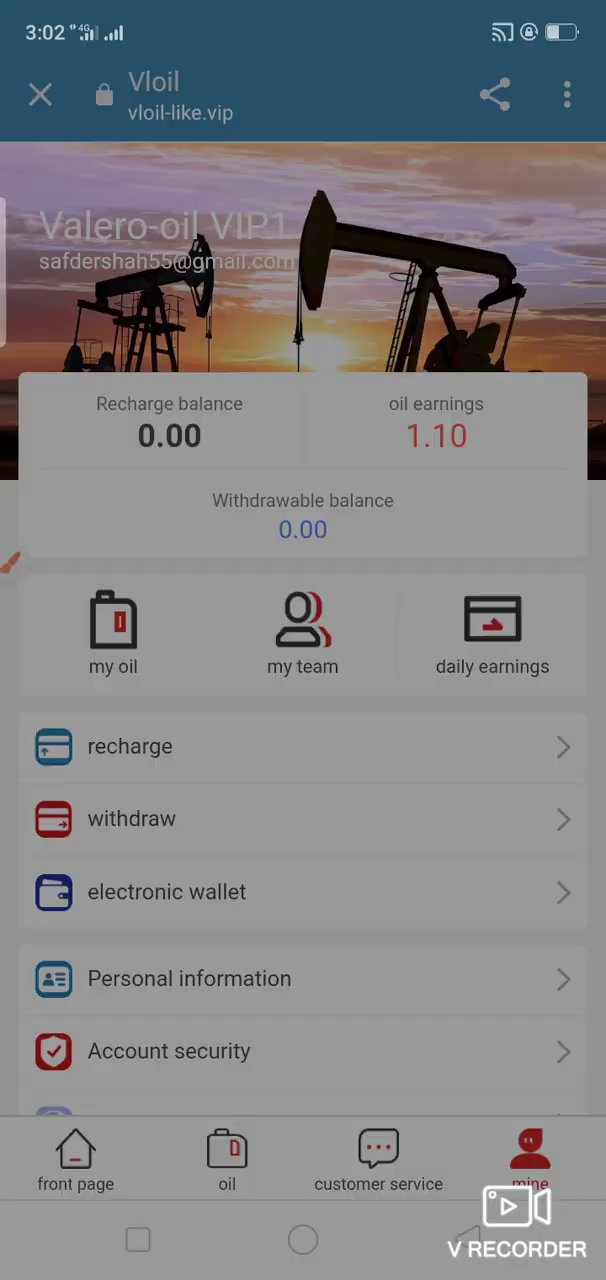 3:02
4G
Vloil
vloil-like.vip
Valero-oil VIP1
safdershah55@gmail.com
Recharge balance
0.00
oil earnings
1.10
Withdrawable balance
0.00
my oil
my team
daily earnings
recharge
withdraw
electronic wallet
Personal information
Account security
front page
oil
customer service
mine
V RECORDER